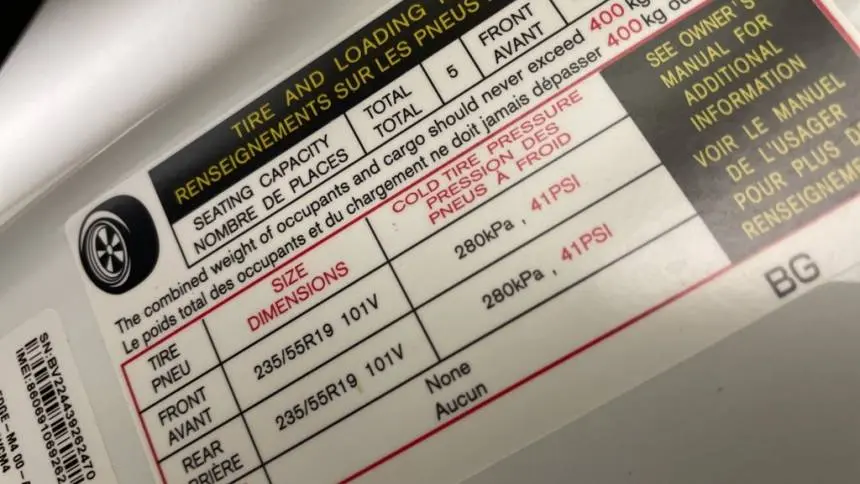 TIRE AND LOADING
RENSEIGNEMENTS SUR LES PNEUS
SEATING CAPACITY
NOMBRE DE PLACES
TOTAL
TOTAL
5
FRONT
AVANT
The combined weight of occupants and cargo should never exceed 400 kg
Le poids total des occupants et du chargement ne doit jamais dépasser 400 kg ou
SIZE
DIMENSIONS
COLD TIRE PRESSURE
PRESSION DES
PNEUS À FROID
SEE OWNER'S
MANUAL FOR
ADDITIONAL
INFORMATION
VOIR LE MANUEL
DE L'USAGER
POUR PLUS
TIRE
PNEU
FRONT
AVANT
235/55R19 101V
280kPa , 41PSI
REAR
235/55R19 101V
280kPa , 41PSI
None
Aucun
BG
SN:BV224439262470